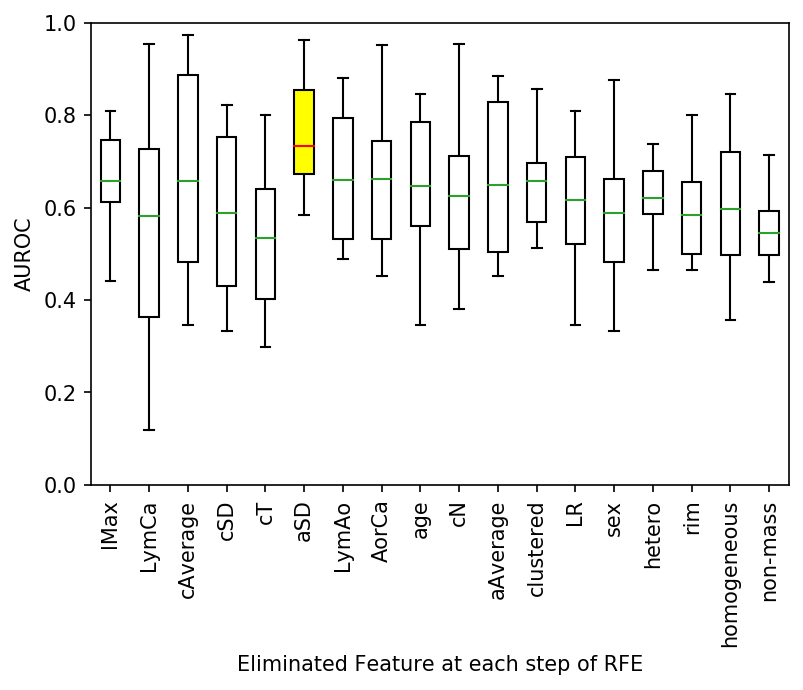 1.0
0.8
0.6
0.4
0.2
0.0
AUROC
IMax
LymCa
cAverage
cSD
cT
aSD
LymAo
AorCa
age
cN
aAverage
clustered
LR
sex
hetero
rim
homogeneous
non-mass
Eliminated Feature at each step of RFE